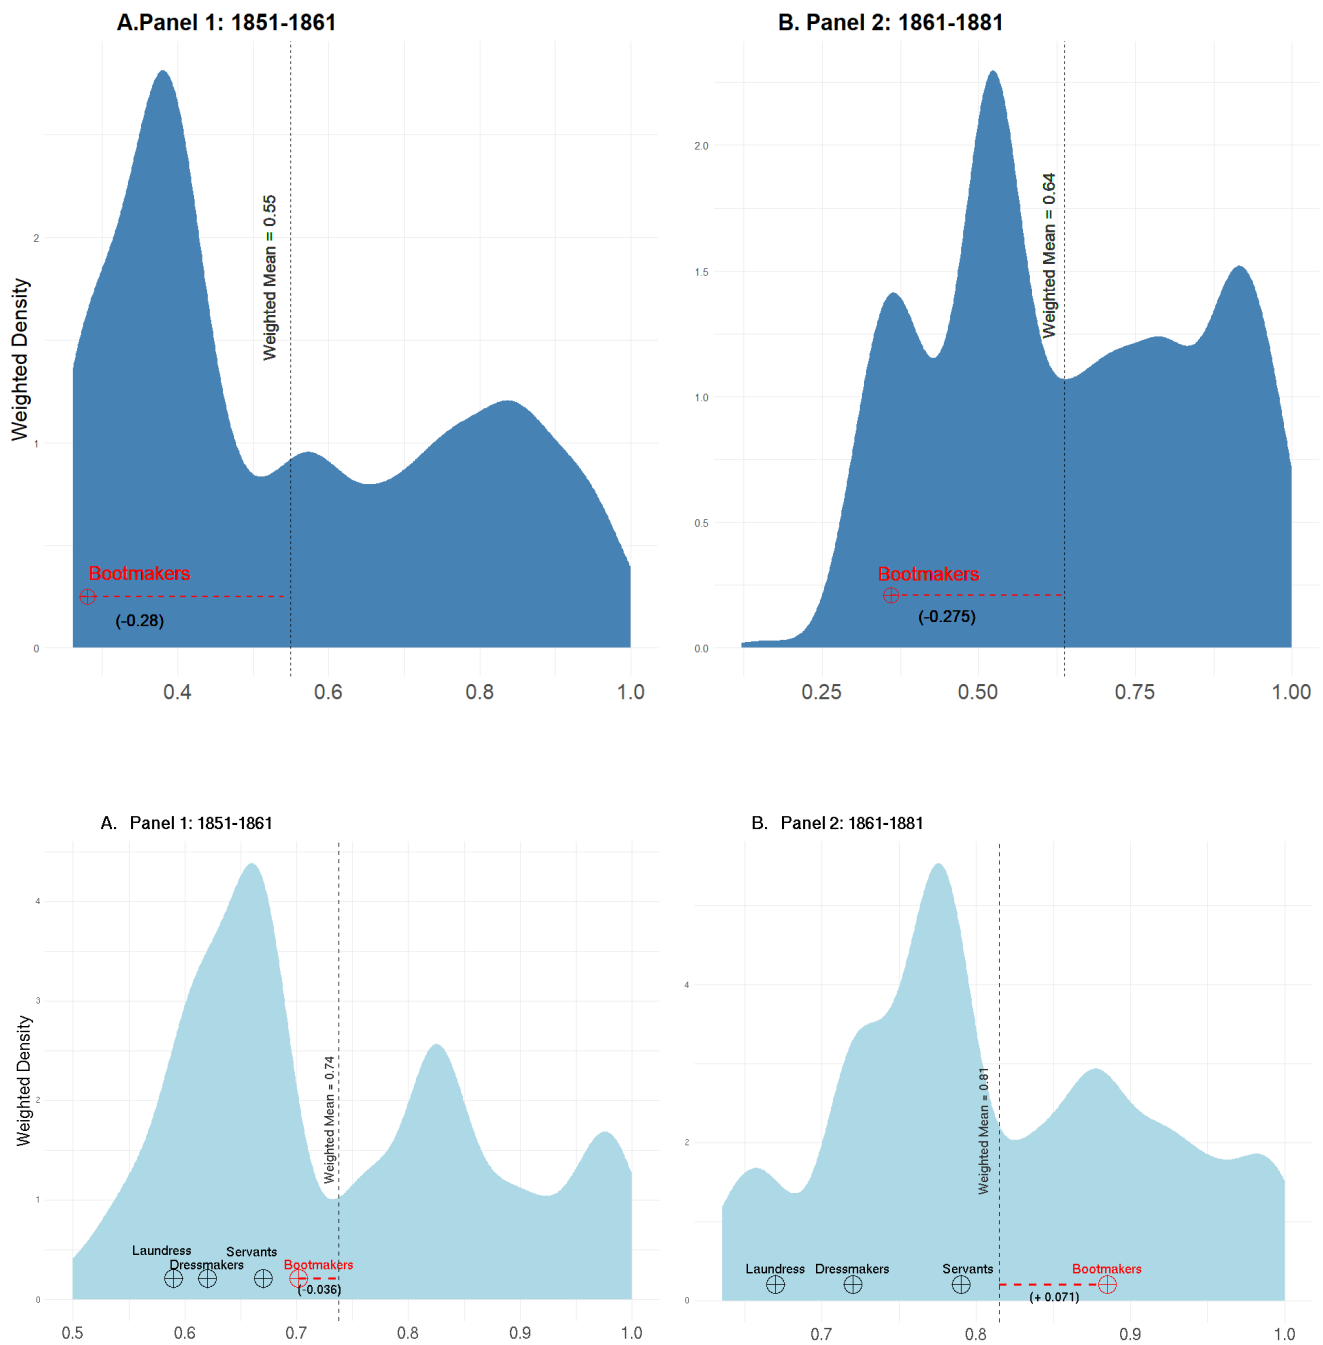 A.Panel 1: 1851-1861
B. Panel 2: 1861-1881
Weighted Density
2
1
0
Weighted Mean = 0.55
Bootmakers
(-0.28)
0.4 0.6 0.8 1.0
2.0
1.5
1.0
0.5
0.0
Weighted Mean = 0.64
Bootmakers
(-0.275)
0.25 0.50 0.75 1.00
A. Panel 1: 1851-1861
B. Panel 2: 1861-1881
Weighted Density
4
3
2
1
0
Weighted Mean = 0.74
Laundress Servants
Dressmakers Bootmakers
(-0.036)
0.5 0.6 0.7 0.8 0.9 1.0
4
2
0
Weighted Mean = 0.81
Laundress Dressmakers Servants Bootmakers
(+ 0.071)
0.7 0.8 0.9 1.0